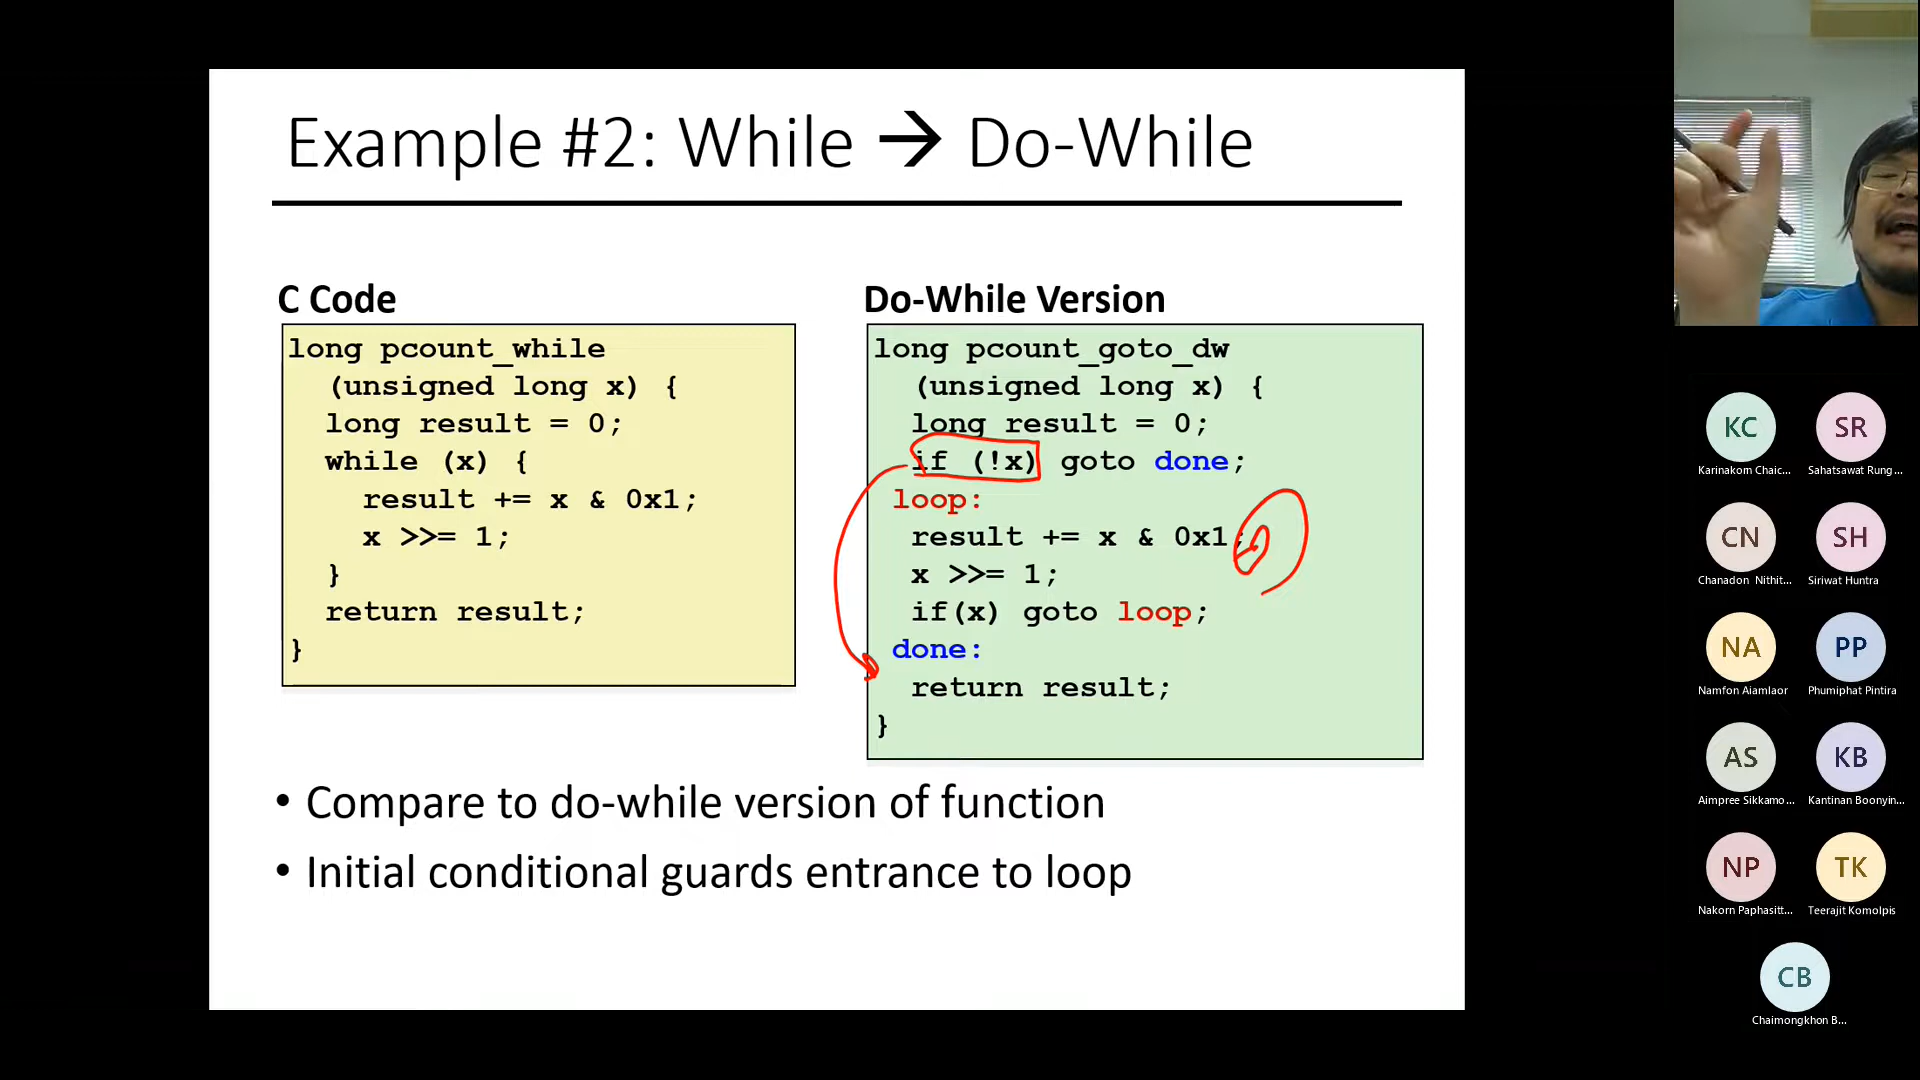 Example #2: While → Do-While
C Code
long pcount_while
(unsigned long x) {
long result = 0;
while (x) {
result += x & 0x1;
x >>= 1;
}
return result;
}
Do-While Version
long pcount_goto_dw
(unsigned long x) {
long result = 0;
if (!x) goto done;
loop:
result += x & 0x1;
x >>= 1;
if(x) goto loop;
done:
return result;
}
• Compare to do-while version of function
• Initial conditional guards entrance to loop
KC
Karinakorn Chaic...
SR
Sahatsawat Rung...
CN
Chanadon Nithit...
SH
Siriwat Huntra
NA
Namfon Aiamlaor
PP
Phumiphat Pintira
AS
Aimpree Sikkamo...
KB
Kantinan Boonyin...
NP
Nakorn Paphasitt...
TK
Teerajit Komolpis
CB
Chaimongkhon B...